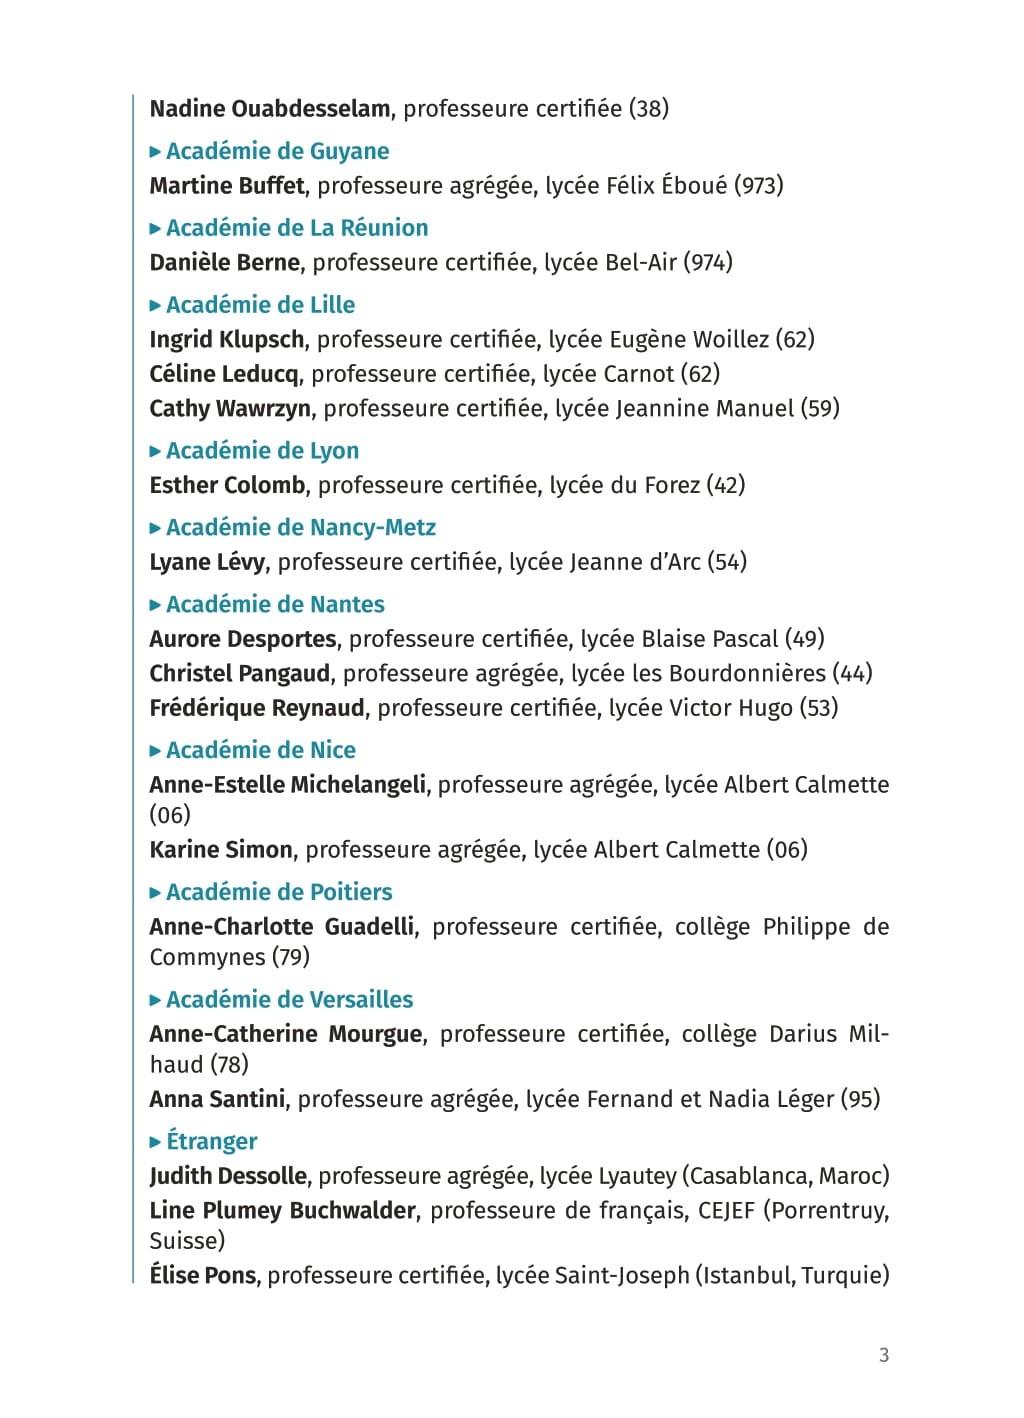 Nadine Ouabdesselam, professeure certifiée (38)
▸ Académie de Guyane
Martine Buffet, professeure agrégée, lycée Félix Éboué (973)
▸ Académie de La Réunion
Danièle Berne, professeure certifiée, lycée Bel-Air (974)
▸ Académie de Lille
Ingrid Klupsch, professeure certifiée, lycée Eugène Woillez (62)
Céline Leducq, professeure certifiée, lycée Carnot (62)
Cathy Wawrzyn, professeure certifiée, lycée Jeannine Manuel (59)
▸ Académie de Lyon
Esther Colomb, professeure certifiée, lycée du Forez (42)
▸ Académie de Nancy-Metz
Lyane Lévy, professeure certifiée, lycée Jeanne d’Arc (54)
▸ Académie de Nantes
Aurore Desportes, professeure certifiée, lycée Blaise Pascal (49)
Christel Pangaud, professeure agrégée, lycée les Bourdonnières (44)
Frédérique Reynaud, professeure certifiée, lycée Victor Hugo (53)
▸ Académie de Nice
Anne-Estelle Michelangeli, professeure agrégée, lycée Albert Calmette
(06)
Karine Simon, professeure agrégée, lycée Albert Calmette (06)
▸ Académie de Poitiers
Anne-Charlotte Guadelli, professeure certifiée, collège Philippe de
Commynes (79)
▸ Académie de Versailles
Anne-Catherine Mourgue, professeure certifiée, collège Darius Mil-
haud (78)
Anna Santini, professeure agrégée, lycée Fernand et Nadia Léger (95)
▸ Étranger
Judith Dessolle, professeure agrégée, lycée Lyautey (Casablanca, Maroc)
Line Plumey Buchwalder, professeure de français, CEJEF (Porrentruy,
Suisse)
Élise Pons, professeure certifiée, lycée Saint-Joseph (Istanbul, Turquie)
3